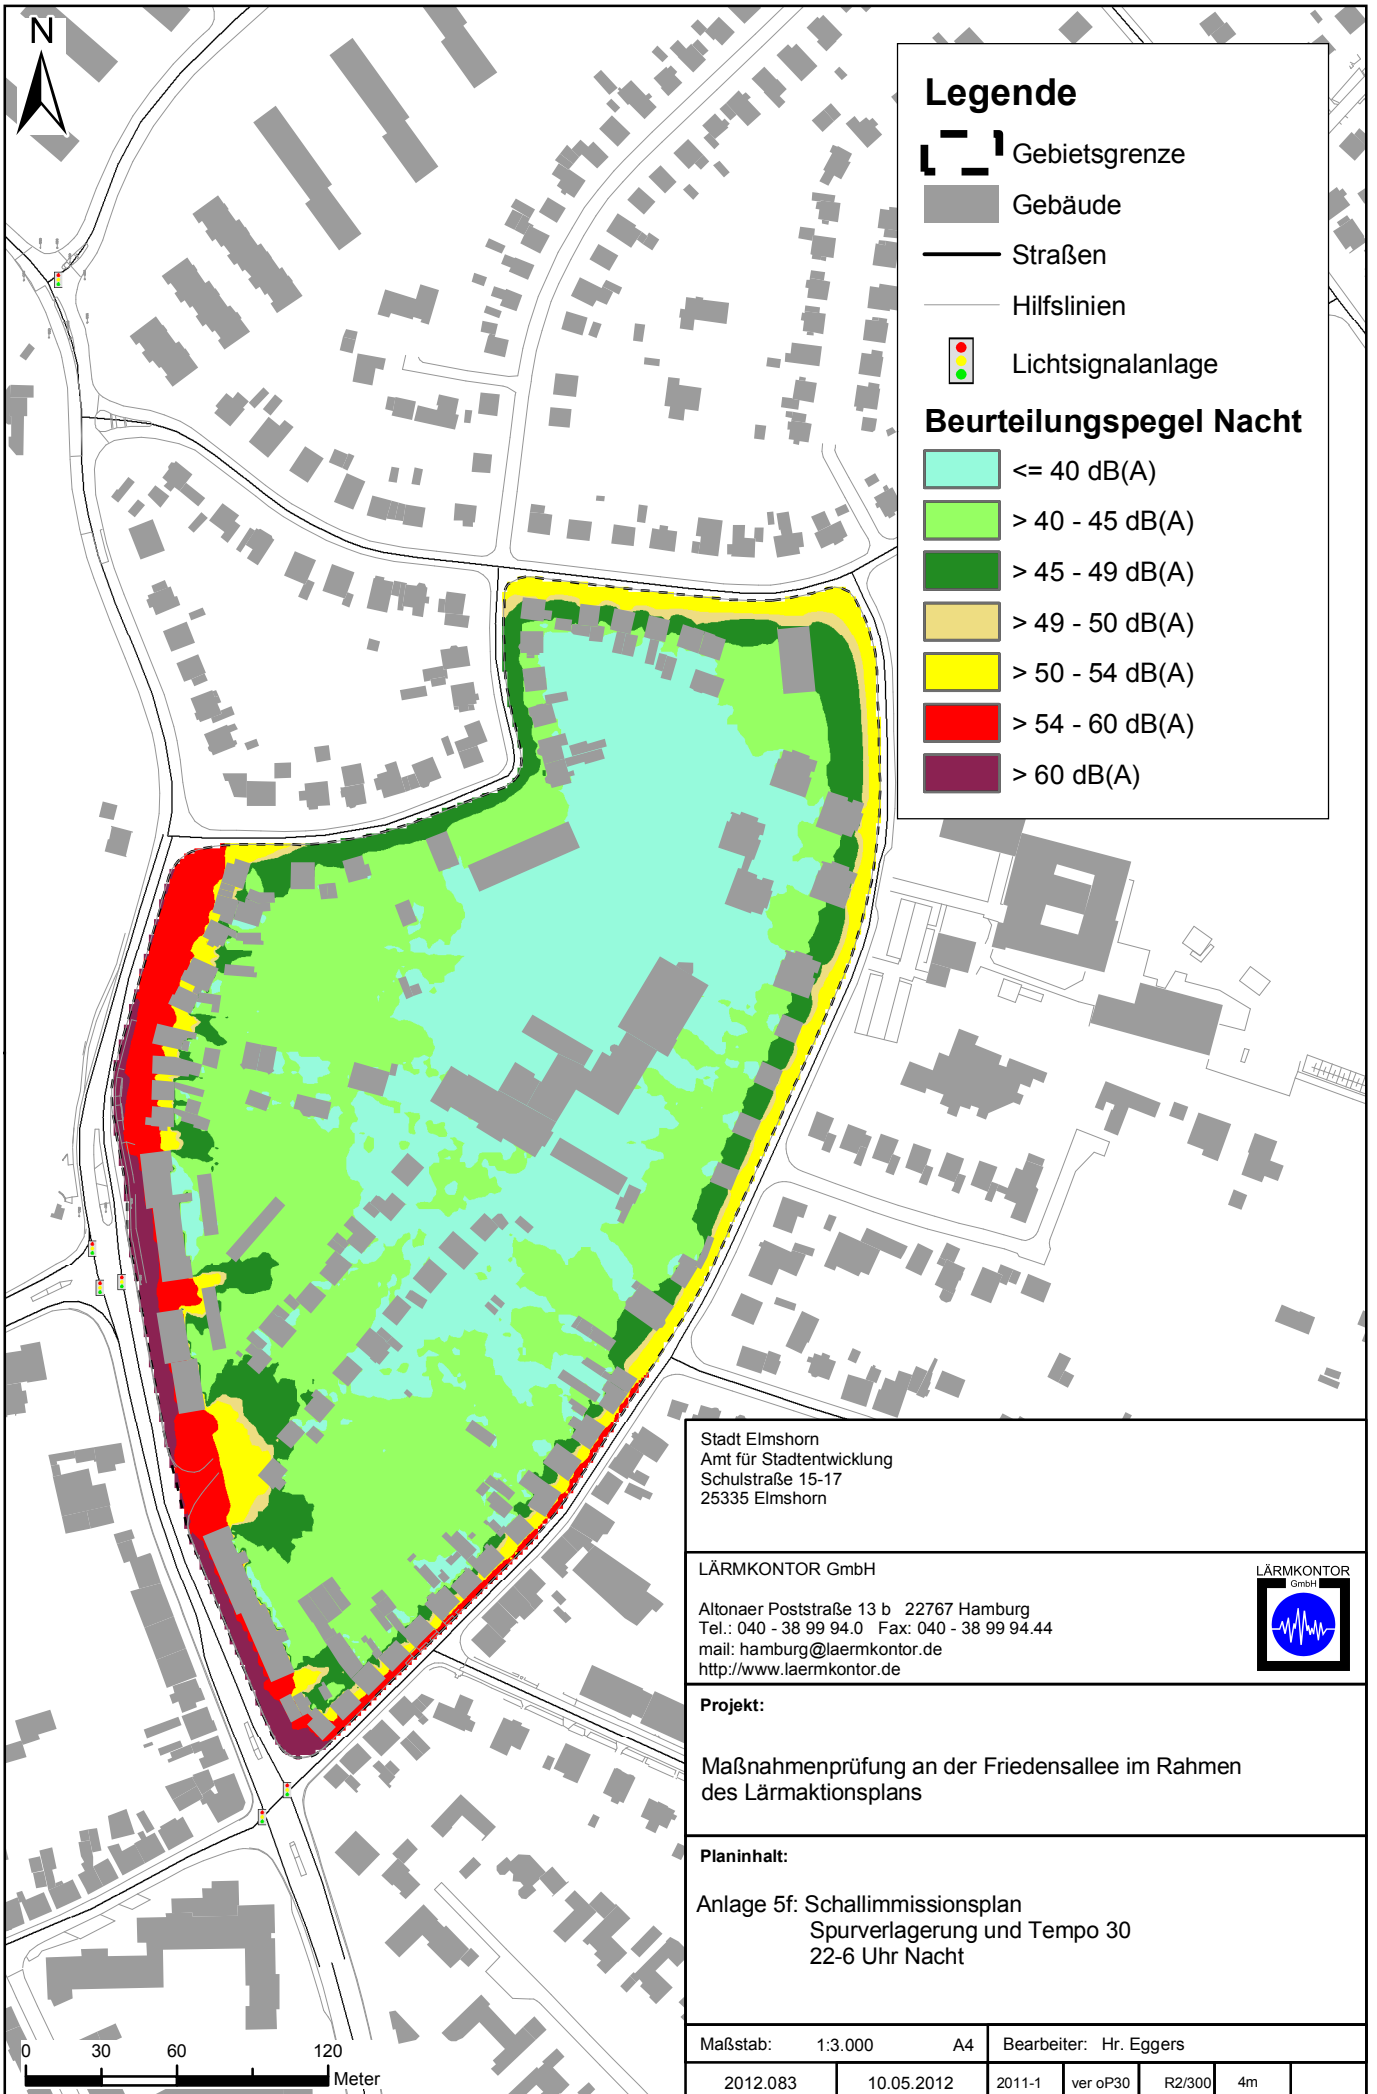 N
Legende
Gebietsgrenze
Gebäude
Straßen
Hilfslinien
Lichtsignalanlage
Beurteilungspegel Nacht
<= 40 dB(A)
> 40 - 45 dB(A)
> 45 - 49 dB(A)
> 49 - 50 dB(A)
> 50 - 54 dB(A)
> 54 - 60 dB(A)
> 60 dB(A)
Stadt Elmshorn
Amt für Stadtentwicklung
Schulstraße 15-17
25335 Elmshorn
LÄRMKONTOR GmbH
Altonaer Poststraße 13 b 22767 Hamburg
Tel.: 040 - 38 99 94.0 Fax: 040 - 38 99 94.44
mail: hamburg@laermkontor.de
http://www.laermkontor.de
LÄRMKONTOR
GmbH
Projekt:
Maßnahmenprüfung an der Friedensallee im Rahmen
des Lärmaktionsplans
Planinhalt:
Anlage 5f: Schallimmissionsplan
Spurverlagerung und Tempo 30
22-6 Uhr Nacht
Maßstab: 1:3.000 A4 Bearbeiter: Hr. Eggers
2012.083 10.05.2012 2011-1 ver oP30 R2/300 4m
0 30 60 120
Meter